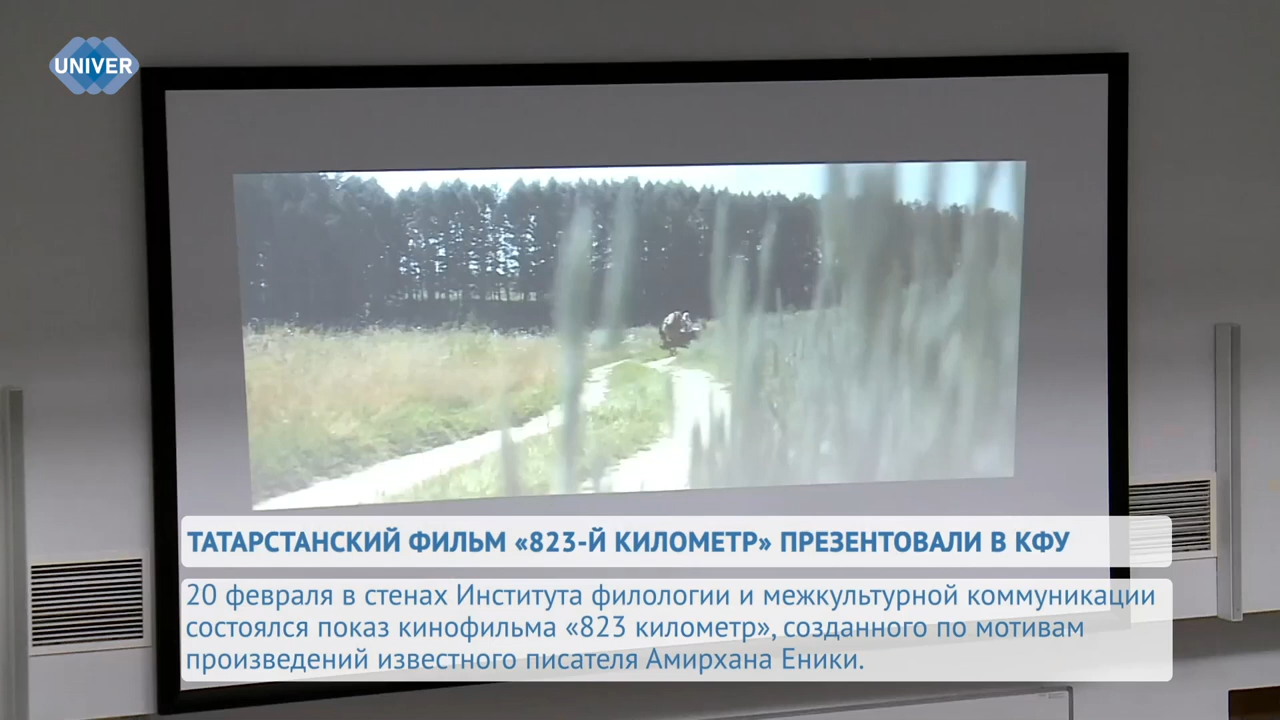 UNIVER
ТАТАРСТАНСКИЙ ФИЛЬМ «823-Й КИЛОМЕТР» ПРЕЗЕНТОВАЛИ В КФУ
20 февраля в стенах Института филологии и межкультурной коммуникации
состоялся показ кинофильма «823 километр», созданного по мотивам
произведений известного писателя Амирхана Еники.